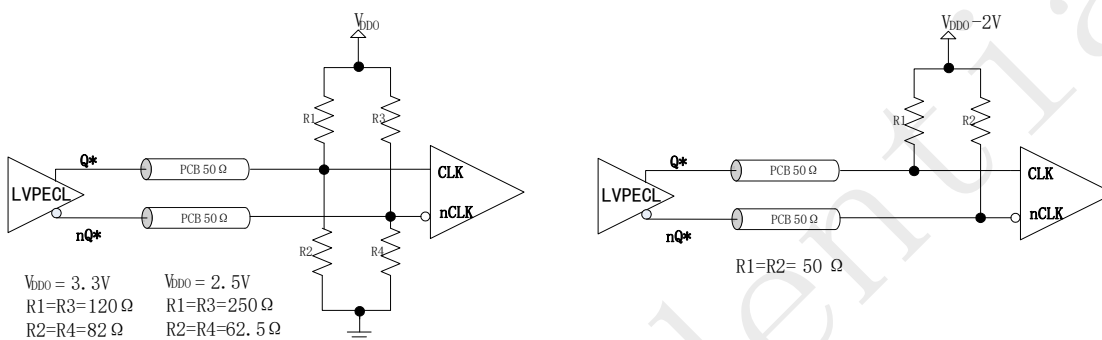 VDDO
R1
R3
Q*
PCB 50 Ω
CLK
LVPECL
PCB 50 Ω
nCLK
nQ*
R2
R4
VDDO = 3.3V
R1=R3=120 Ω
R2=R4=82 Ω
VDDO = 2.5V
R1=R3=250 Ω
R2=R4=62.5 Ω
VDDO-2V
R1
R2
Q*
PCB 50 Ω
CLK
LVPECL
PCB 50 Ω
nCLK
nQ*
R1=R2= 50 Ω
dentia